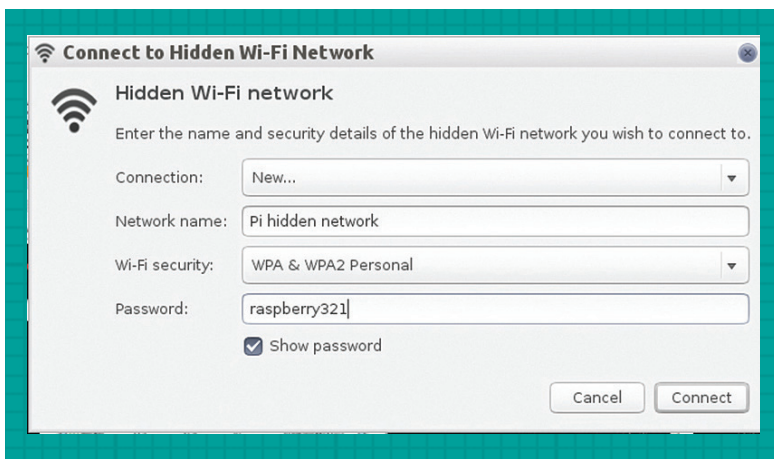 Connect to Hidden Wi-Fi Network
Hidden Wi-Fi network
Enter the name and security details of the hidden Wi-Fi network you wish to connect to.
Connection: New...
Network name: Pi hidden network
Wi-Fi security: WPA & WPA2 Personal
Password: raspberry321
Show password
Cancel Connect